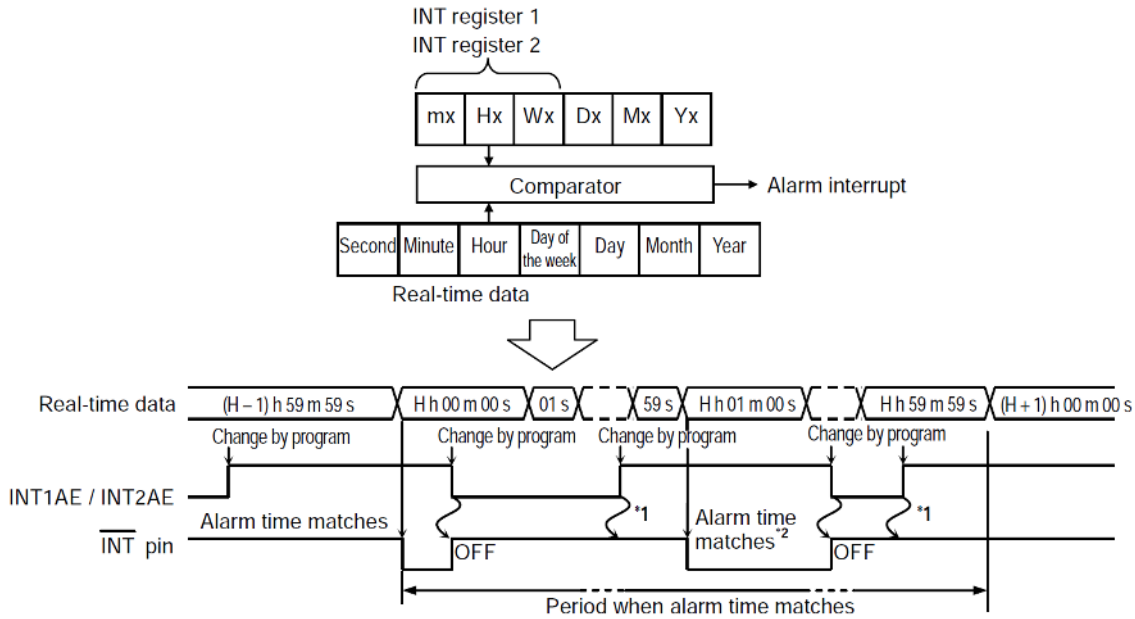 INT register 1
INT register 2
mx Hx Wx Dx Mx Yx
Comparator
Alarm interrupt
Second Minute Hour Day of the week Day Month Year
Real-time data
Real-time data
(H – 1) h 59 m 59 s
H h 00 m 00 s
01 s
59 s
H h 01 m 00 s
H h 59 m 59 s
(H + 1) h 00 m 00 s
Change by program
Change by program
Change by program
Change by program
INT1AE / INT2AE
*1
*1
Alarm time matches
Alarm time
matches*2
INT pin
OFF
OFF
Period when alarm time matches